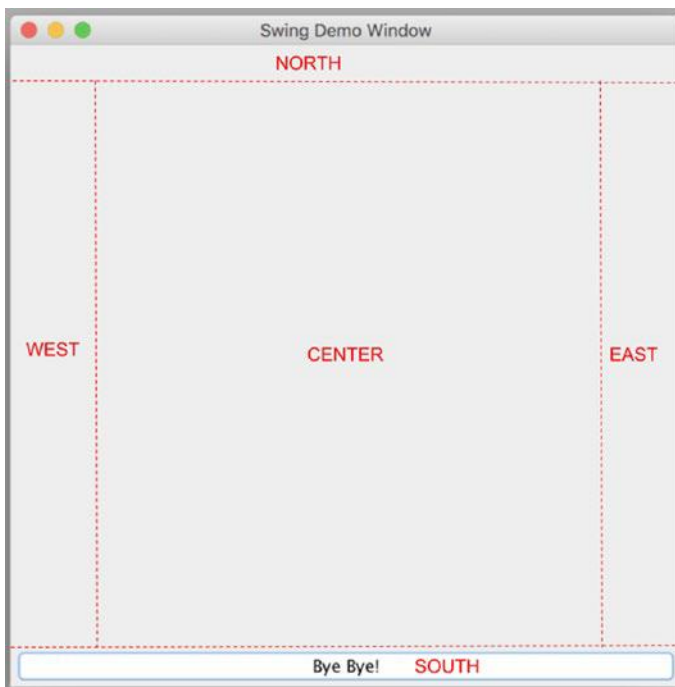 Swing Demo Window
NORTH
WEST
CENTER
EAST
Bye Bye!
SOUTH